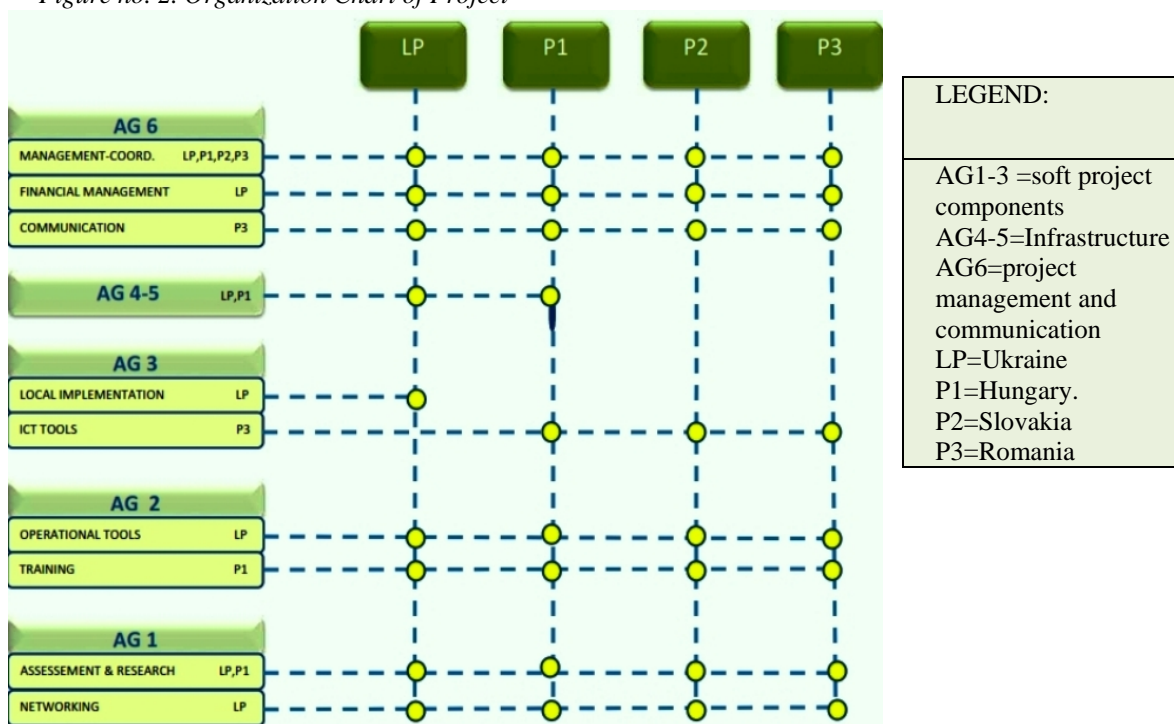 Figure no. 2. Organization Chart of Project
LP P1 P2 P3
AG 6
MANAGEMENT-COORD. LP,P1,P2,P3
FINANCIAL MANAGEMENT LP
COMMUNICATION P3
AG 4-5 LP,P1
AG 3
LOCAL IMPLEMENTATION LP
ICT TOOLS P3
AG 2
OPERATIONAL TOOLS LP
TRAINING P1
AG 1
ASSESSEMENT & RESEARCH LP,P1
NETWORKING LP
LEGEND:
AG1-3 =soft project
components
AG4-5=Infrastructure
AG6=project
management and
communication
LP=Ukraine
P1=Hungary.
P2=Slovakia
P3=Romania